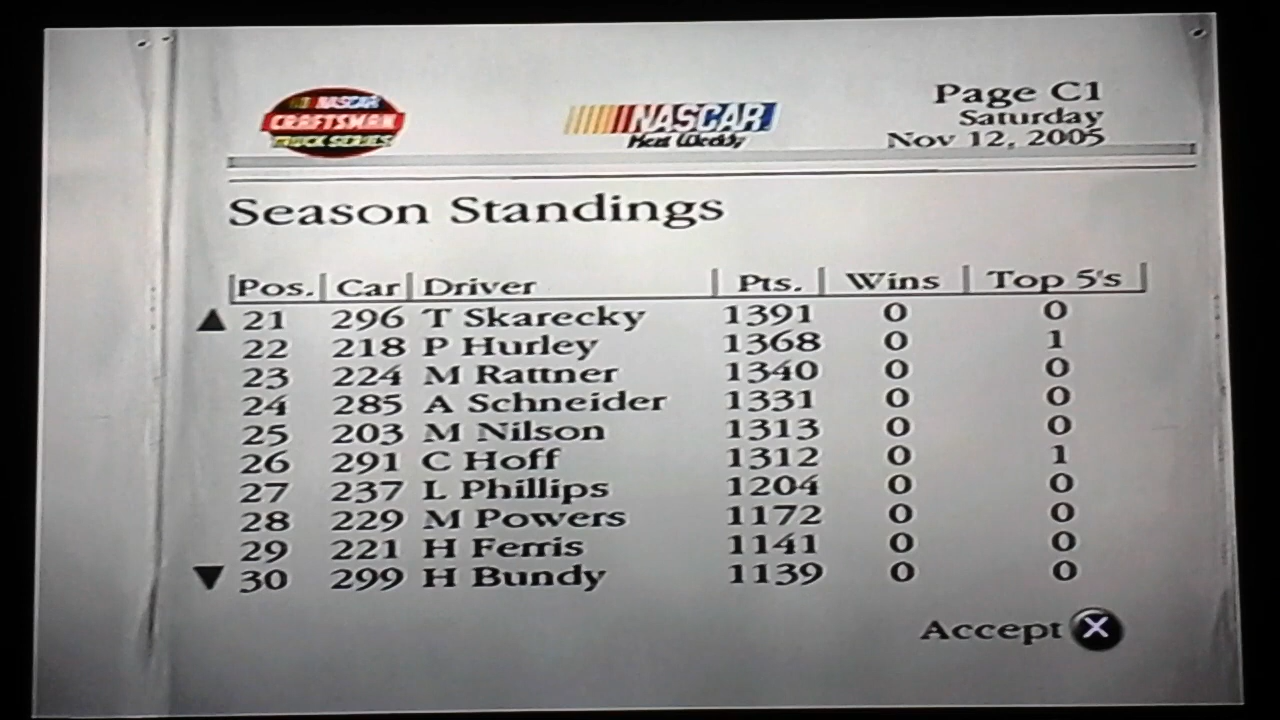 NASCAR
CRAFTSMAN
TRUCK SERIES
NASCAR
Next Weekly
Page C1
Saturday
Nov 12, 2005
Season Standings
Pos. Car Driver Pts. Wins Top 5's
21 296 T Skarecky 1391 0 0
22 218 P Hurley 1368 0 1
23 224 M Rattner 1340 0 0
24 285 A Schneider 1331 0 0
25 203 M Nilson 1313 0 0
26 291 C Hoff 1312 0 1
27 237 L Phillips 1204 0 0
28 229 M Powers 1172 0 0
29 221 H Ferris 1141 0 0
30 299 H Bundy 1139 0 0
Accept X